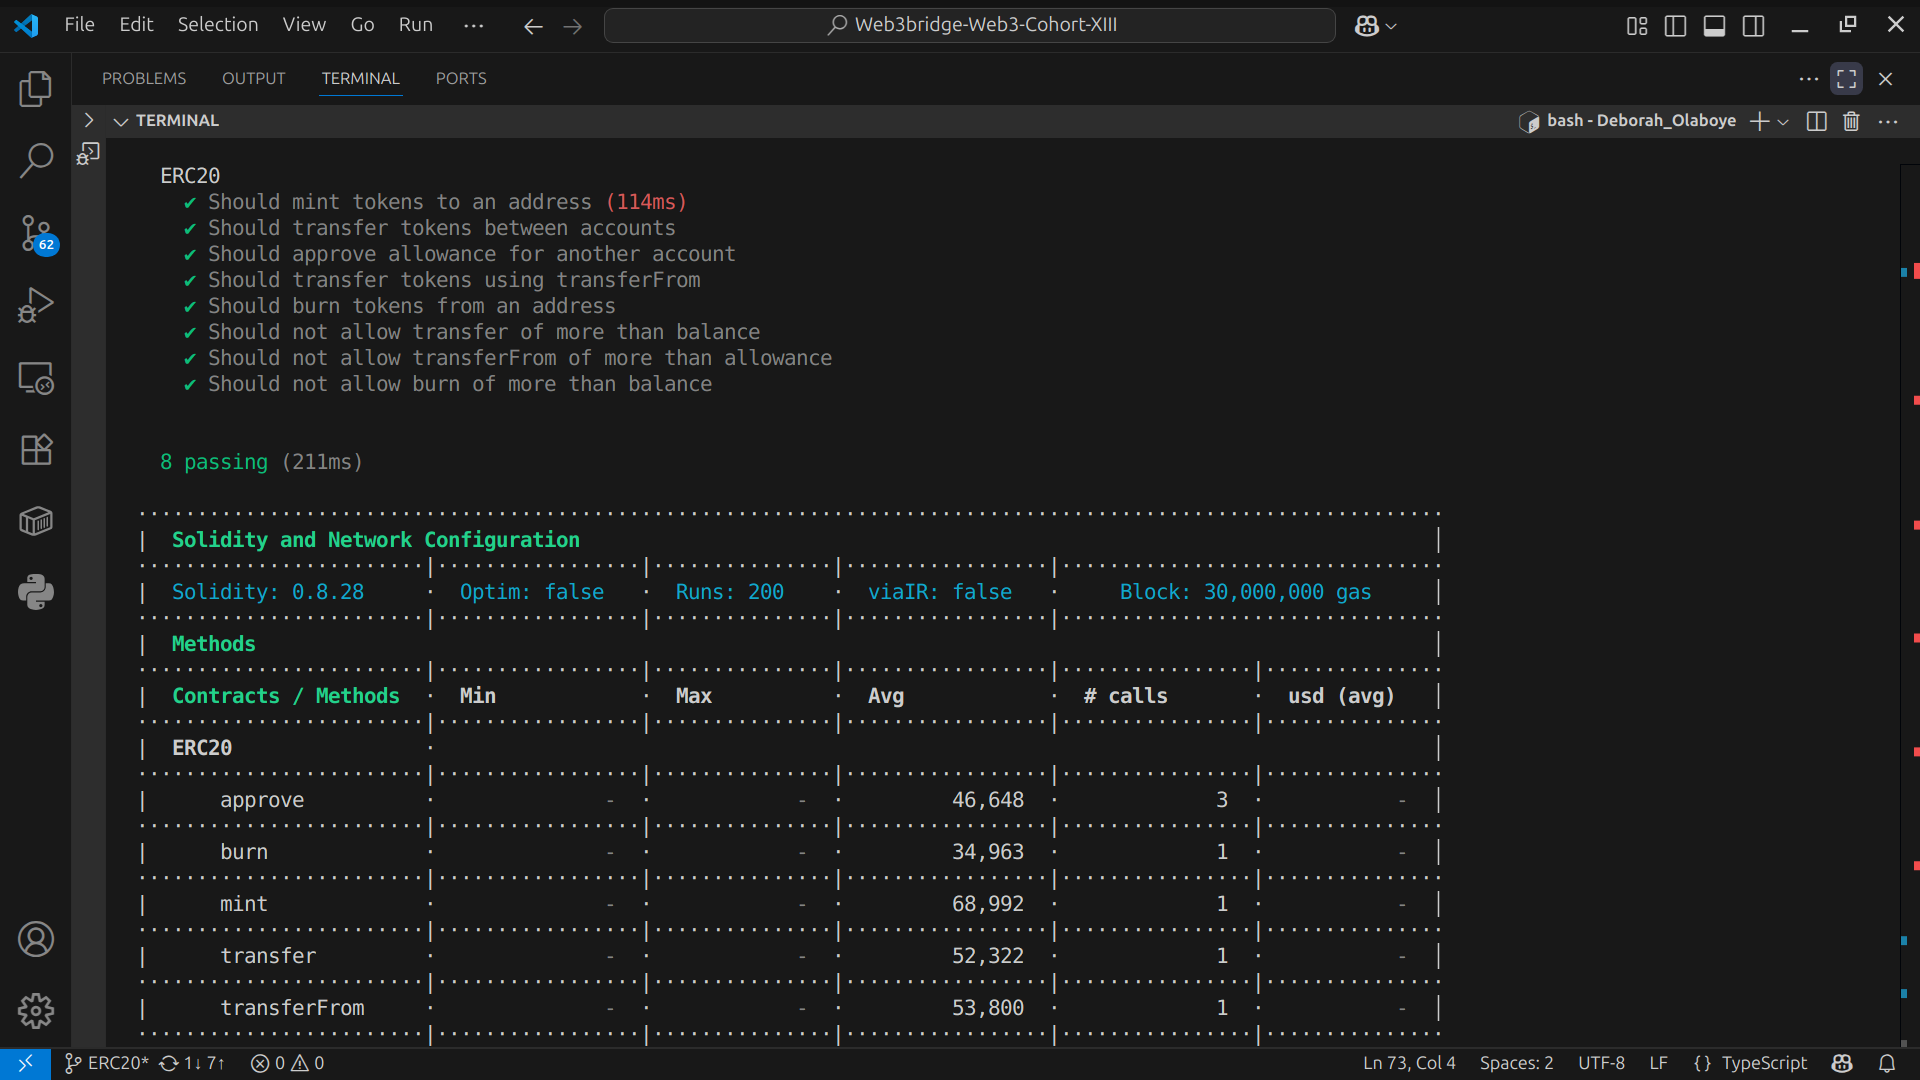 File Edit Selection View Go Run ··· Web3bridge-Web3-Cohort-XIII
PROBLEMS OUTPUT TERMINAL PORTS
TERMINAL bash - Deborah_Olaboye
62
ERC20
✔ Should mint tokens to an address (114ms)
✔ Should transfer tokens between accounts
✔ Should approve allowance for another account
✔ Should transfer tokens using transferFrom
✔ Should burn tokens from an address
✔ Should not allow transfer of more than balance
✔ Should not allow transferFrom of more than allowance
✔ Should not allow burn of more than balance
8 passing (211ms)
| Solidity and Network Configuration |
| Solidity: 0.8.28 · Optim: false · Runs: 200 · viaIR: false · Block: 30,000,000 gas |
| Methods |
| Contracts / Methods · Min · Max · Avg · # calls · usd (avg) |
| ERC20 · |
| approve · - · - · 46,648 · 3 · - |
| burn · - · - · 34,963 · 1 · - |
| mint · - · - · 68,992 · 1 · - |
| transfer · - · - · 52,322 · 1 · - |
| transferFrom · - · - · 53,800 · 1 · - |
ERC20* 1↓ 7↑ 0 0 Ln 73, Col 4 Spaces: 2 UTF-8 LF {} TypeScript